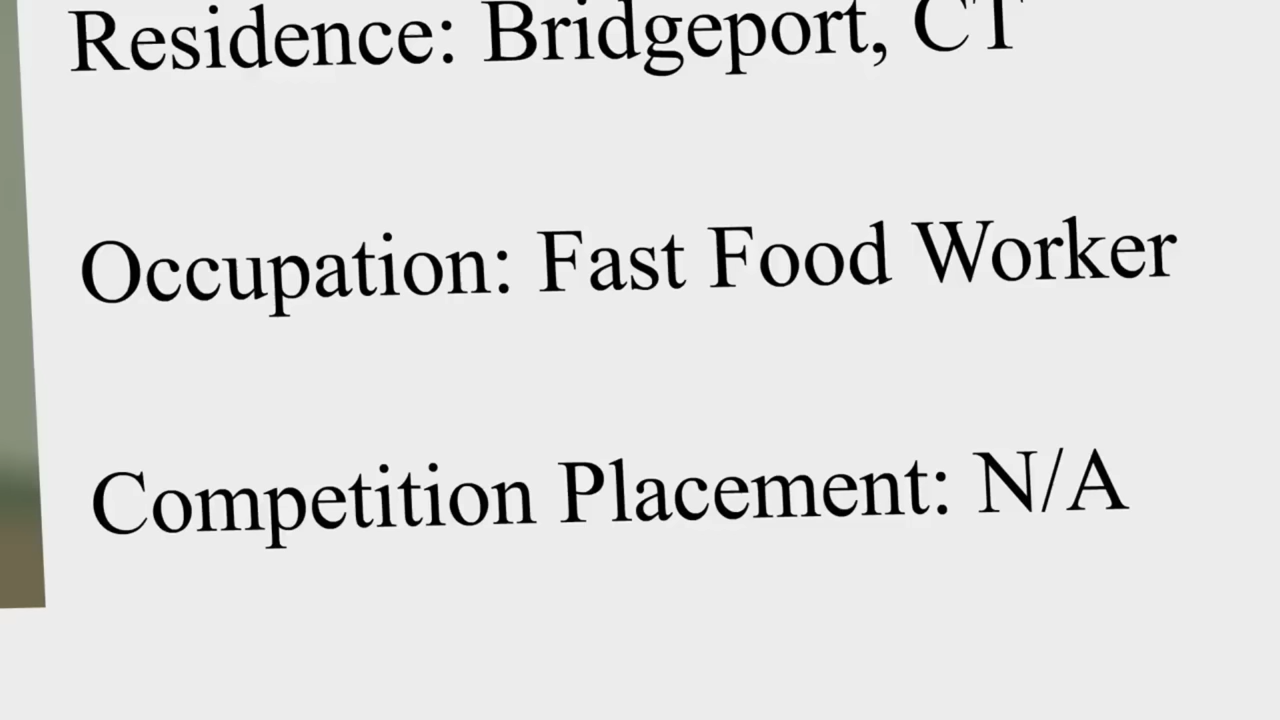 Residence: Bridgeport, CT
Occupation: Fast Food Worker
Competition Placement: N/A